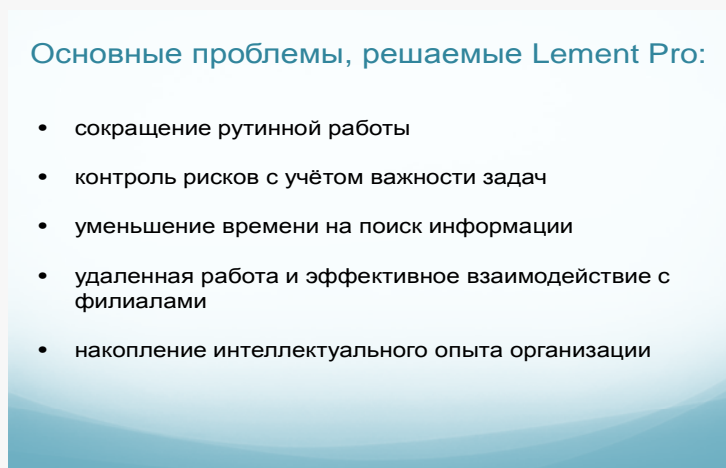 Основные проблемы, решаемые Lement Pro:
• сокращение рутинной работы
• контроль рисков с учётом важности задач
• уменьшение времени на поиск информации
• удаленная работа и эффективное взаимодействие с
филиалами
• накопление интеллектуального опыта организации